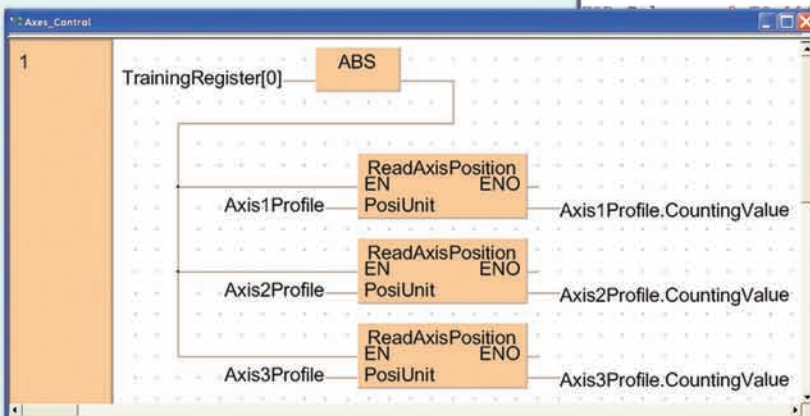 Axes_Control
1
ABS
TrainingRegister[0]
ReadAxisPosition
EN ENO
Axis1Profile PosiUnit Axis1Profile.CountingValue
ReadAxisPosition
EN ENO
Axis2Profile PosiUnit Axis2Profile.CountingValue
ReadAxisPosition
EN ENO
Axis3Profile PosiUnit Axis3Profile.CountingValue